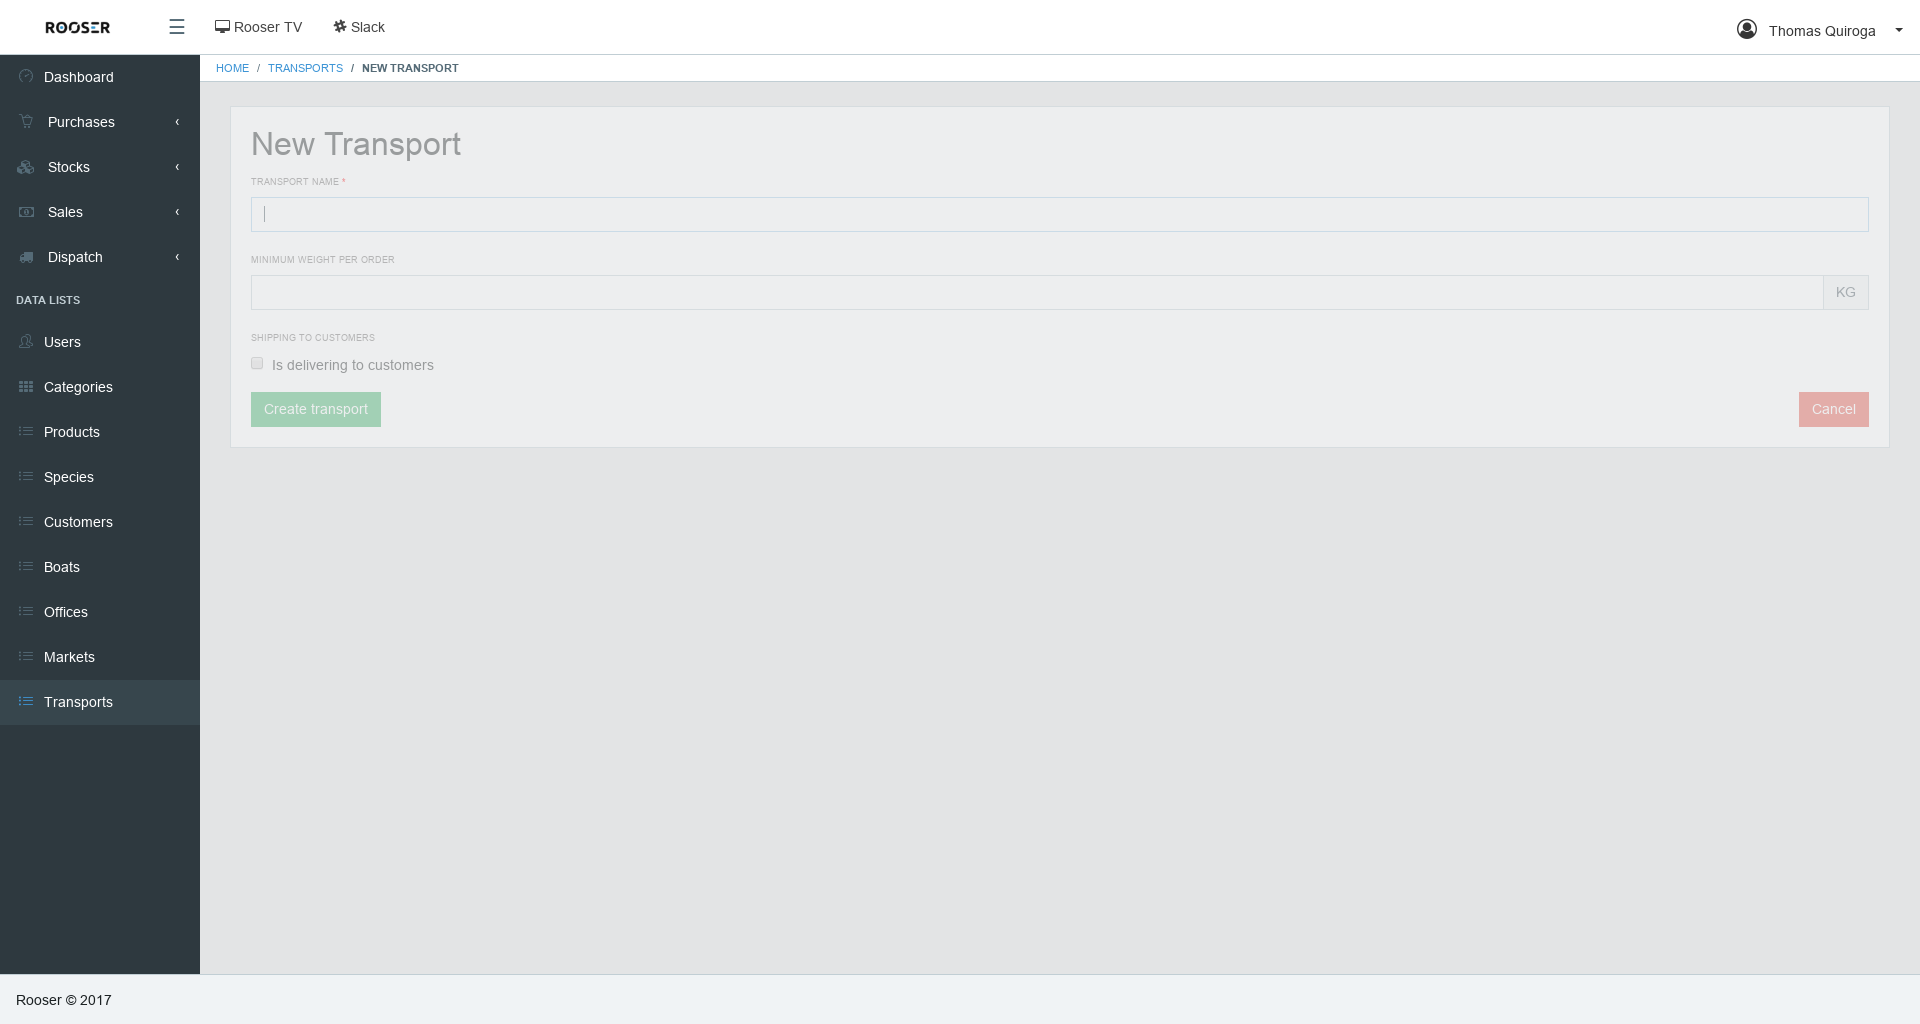 ROOSER
Rooser TV
Slack
Thomas Quiroga
Dashboard
Purchases
Stocks
Sales
Dispatch
DATA LISTS
Users
Categories
Products
Species
Customers
Boats
Offices
Markets
Transports
HOME / TRANSPORTS / NEW TRANSPORT
New Transport
TRANSPORT NAME *
MINIMUM WEIGHT PER ORDER
KG
SHIPPING TO CUSTOMERS
Is delivering to customers
Create transport
Cancel
Rooser © 2017